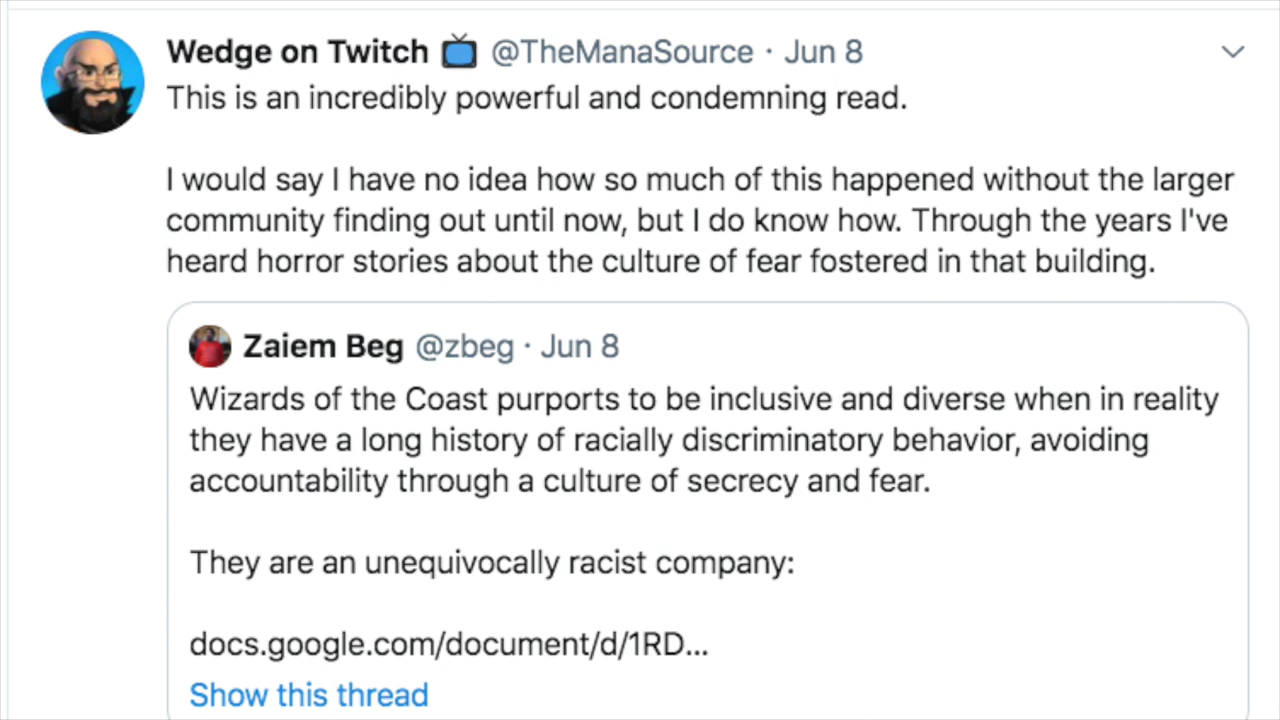 Wedge on Twitch 📺 @TheManaSource · Jun 8
This is an incredibly powerful and condemning read.
I would say I have no idea how so much of this happened without the larger
community finding out until now, but I do know how. Through the years I've
heard horror stories about the culture of fear fostered in that building.
Zaiem Beg @zbeg · Jun 8
Wizards of the Coast purports to be inclusive and diverse when in reality
they have a long history of racially discriminatory behavior, avoiding
accountability through a culture of secrecy and fear.
They are an unequivocally racist company:
docs.google.com/document/d/1RD...
Show this thread